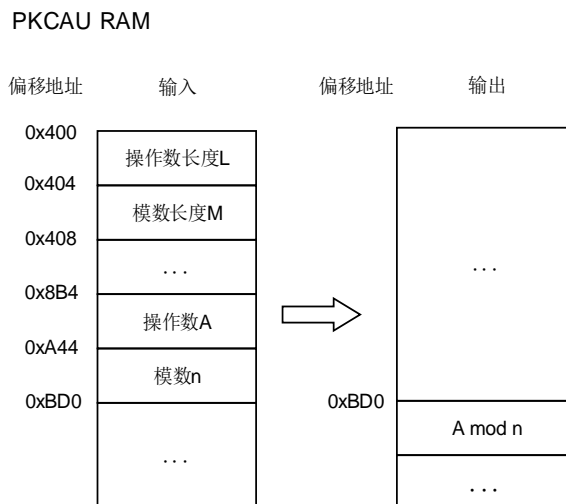 PKCAU RAM
偏移地址 输入 偏移地址 输出
0x400
操作数长度L
0x404
模数长度M
0x408
...
...
0x8B4
操作数A
0xA44
模数n
0xBD0 0xBD0
A mod n
...
...